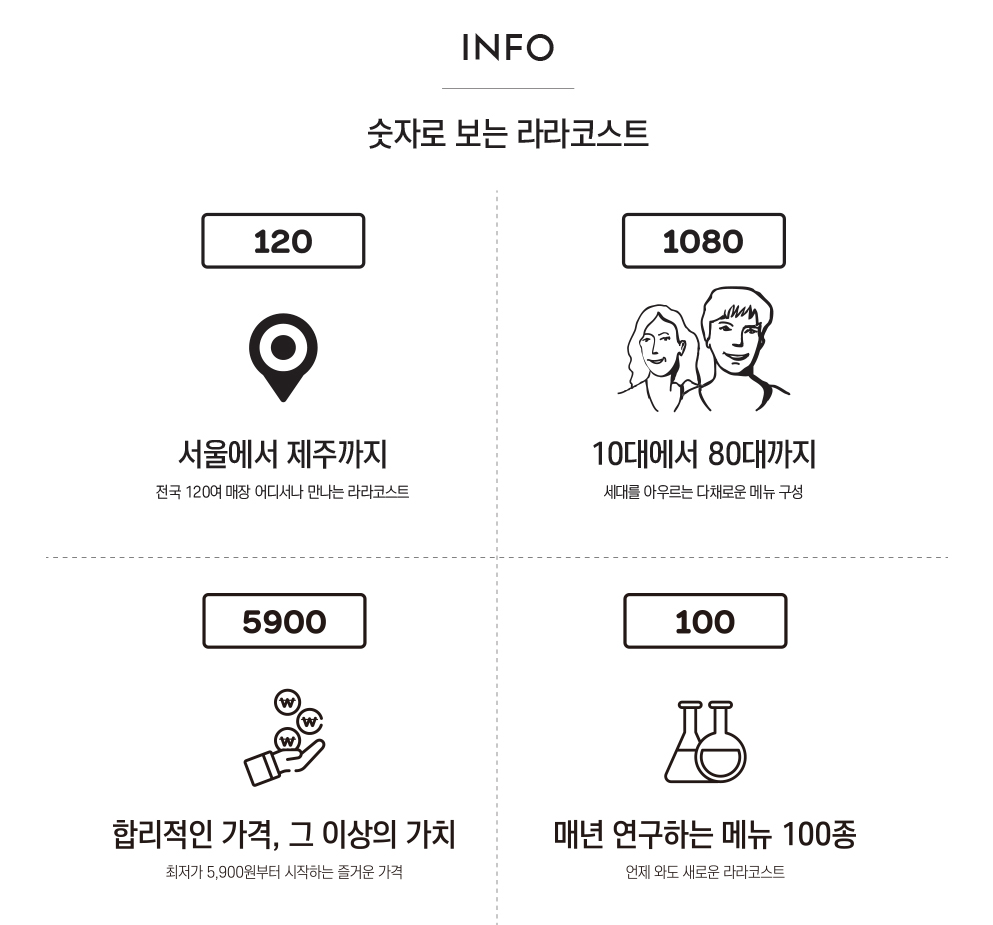 INFO
숫자로 보는 라라코스트
120
서울에서 제주까지
전국 120여 매장 어디서나 만나는 라라코스트
1080
10대에서 80대까지
세대를 아우르는 다채로운 메뉴 구성
5900
₩
₩
₩
합리적인 가격, 그 이상의 가치
최저가 5,900원부터 시작하는 즐거운 가격
100
매년 연구하는 메뉴 100종
언제 와도 새로운 라라코스트